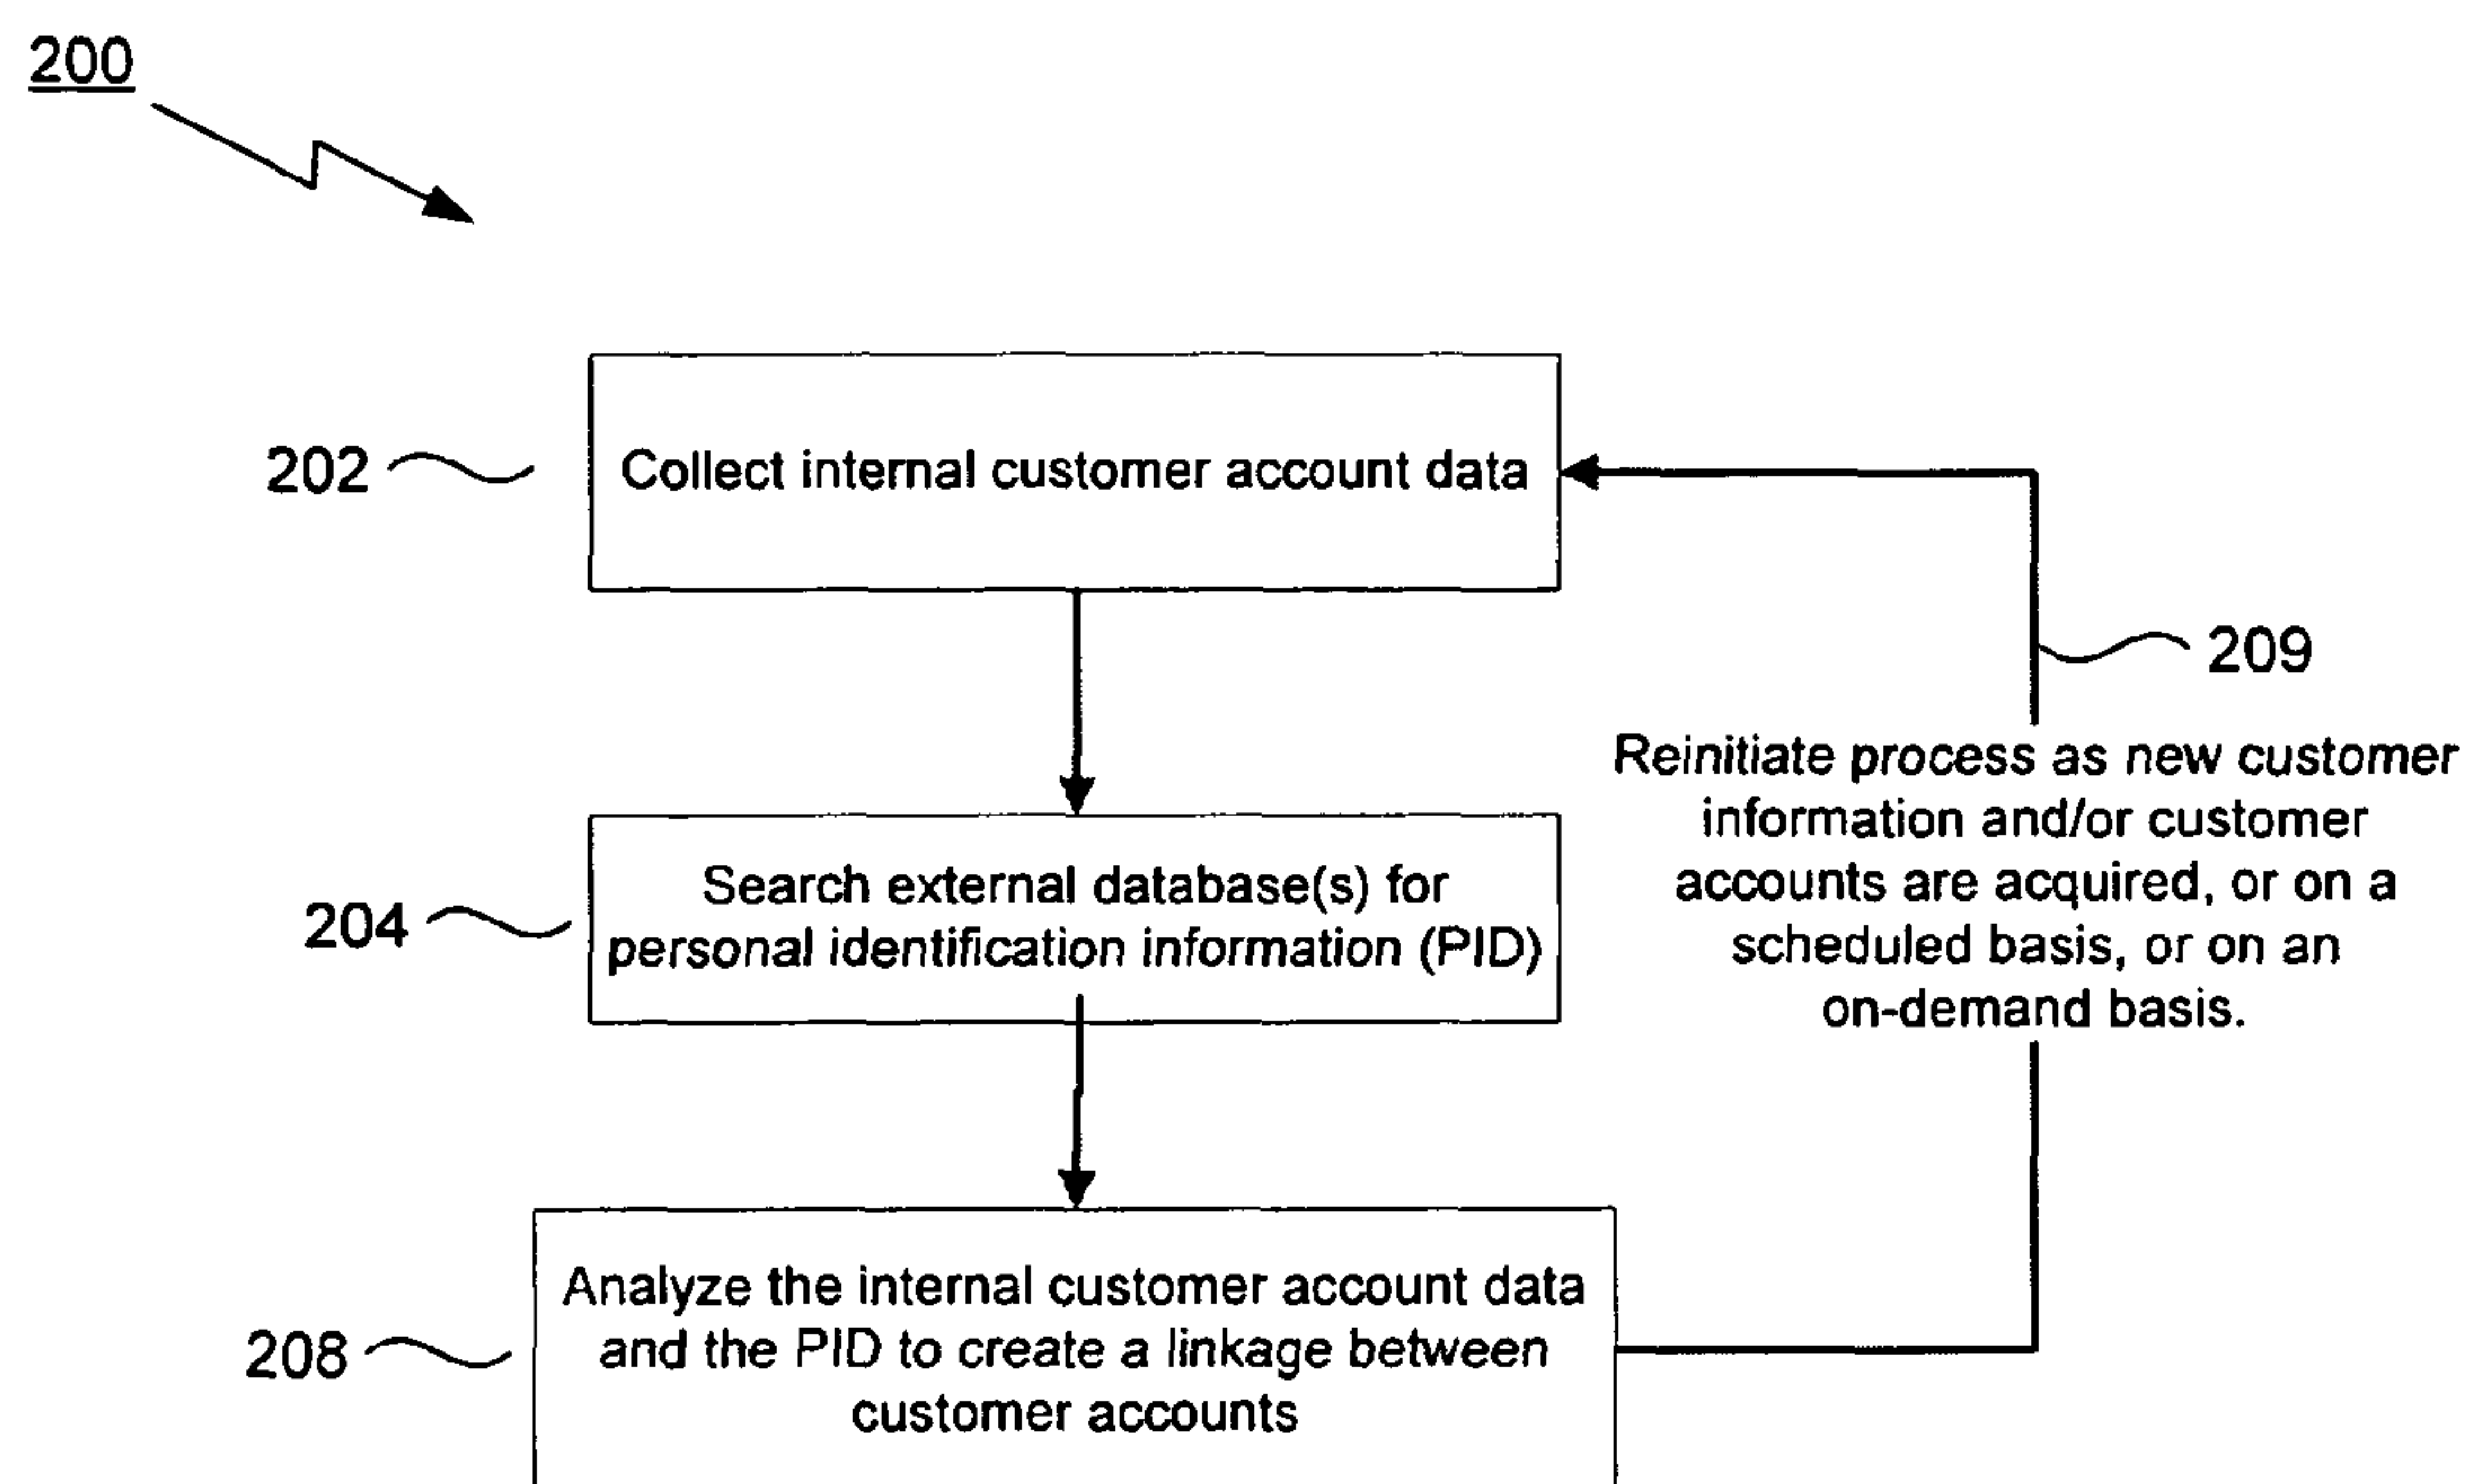 200
202
Collect internal customer account data
209
Reinitiate process as new customer
information and/or customer
accounts are acquired, or on a
scheduled basis, or on an
on-demand basis.
204
Search external database(s) for
personal identification information (PID)
208
Analyze the internal customer account data
and the PID to create a linkage between
customer accounts